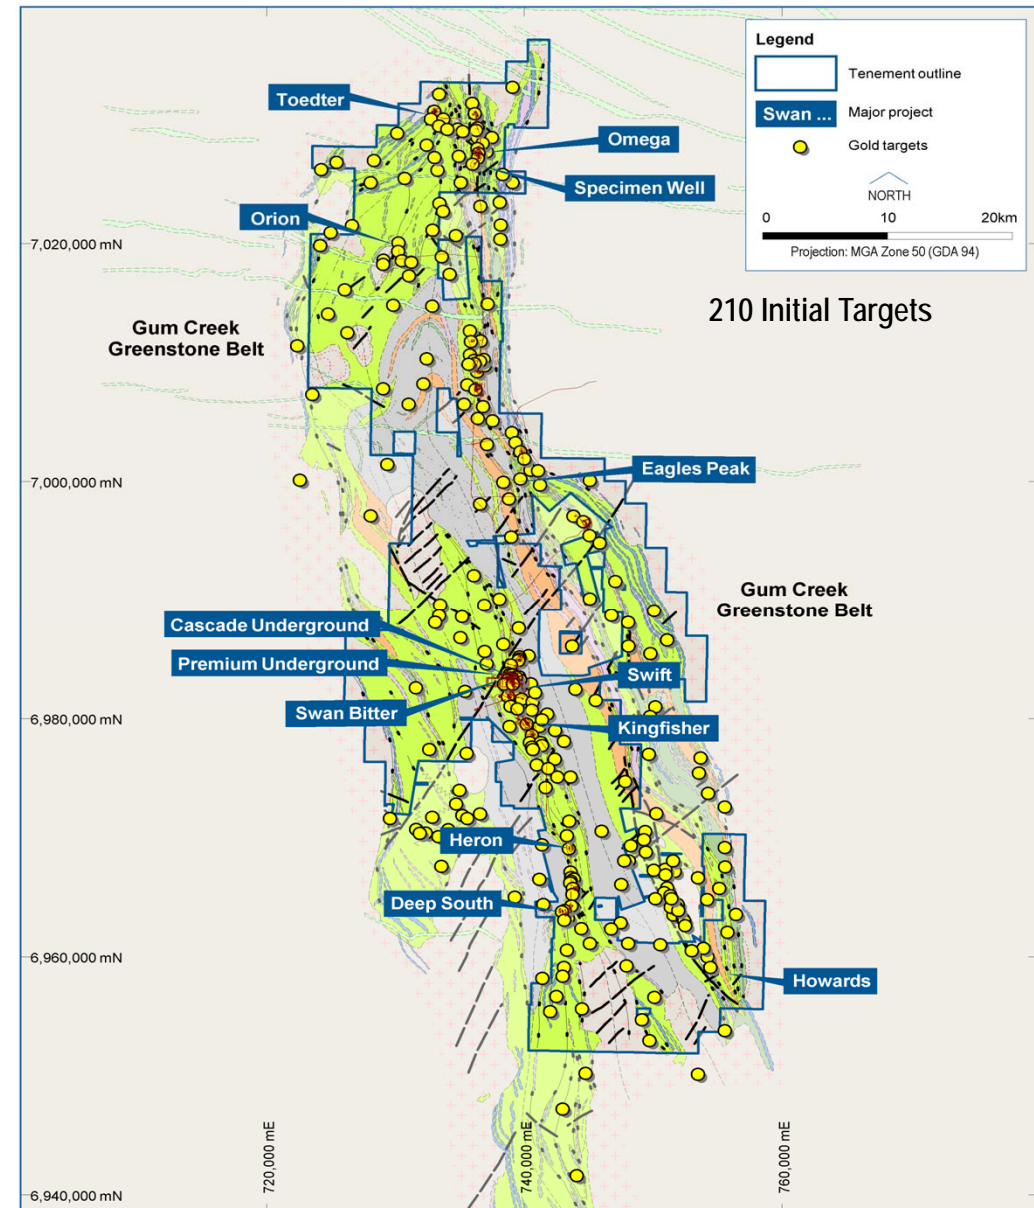 Legend
Tenement outline
Swan ...
Major project
Gold targets
NORTH
0 10 20km
Projection: MGA Zone 50 (GDA 94)
210 Initial Targets
Toedter
Omega
Specimen Well
Orion
7,020,000 mN
Gum Creek
Greenstone Belt
Eagles Peak
7,000,000 mN
Gum Creek
Greenstone Belt
Cascade Underground
Premium Underground
Swift
Swan Bitter
Kingfisher
6,980,000 mN
Heron
Deep South
6,960,000 mN
Howards
720,000 mE
740,000 mE
760,000 mE
6,940,000 mN